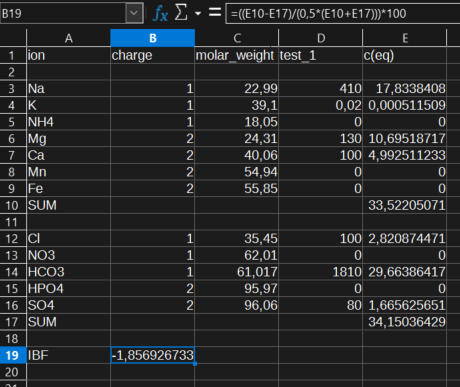 B19 fx Σ = =((E10-E17)/(0,5*(E10+E17)))*100
A B C D E
1 ion charge molar_weight test_1 c(eq)
2
3 Na 1 22,99 410 17,8338408
4 K 1 39,1 0,02 0,000511509
5 NH4 1 18,05 0 0
6 Mg 2 24,31 130 10,69518717
7 Ca 2 40,06 100 4,992511233
8 Mn 2 54,94 0 0
9 Fe 2 55,85 0 0
10 SUM 33,52205071
11
12 Cl 1 35,45 100 2,820874471
13 NO3 1 62,01 0 0
14 HCO3 1 61,017 1810 29,66386417
15 HPO4 2 95,97 0 0
16 SO4 2 96,06 80 1,665625651
17 SUM 34,15036429
18
19 IBF -1,856926733
20